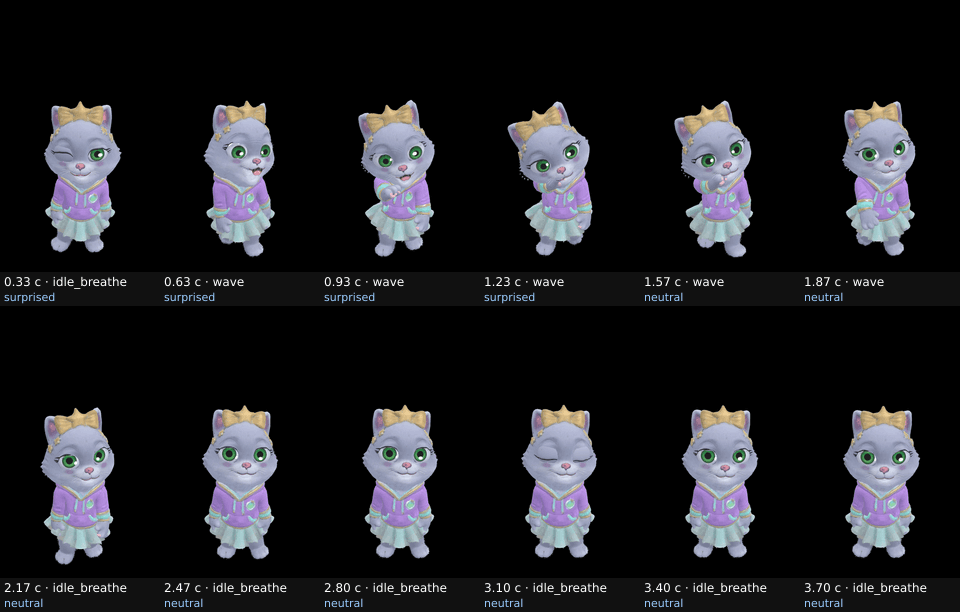 0.33 с · idle_breathe
surprised
0.63 с · wave
surprised
0.93 с · wave
surprised
1.23 с · wave
surprised
1.57 с · wave
neutral
1.87 с · wave
neutral
2.17 с · idle_breathe
neutral
2.47 с · idle_breathe
neutral
2.80 с · idle_breathe
neutral
3.10 с · idle_breathe
neutral
3.40 с · idle_breathe
neutral
3.70 с · idle_breathe
neutral